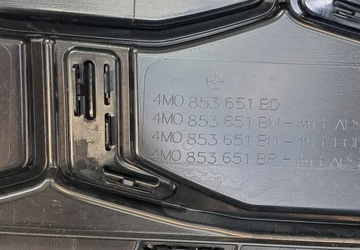 4M0 853 651 BD
4M0 853 651 BM -
4M0 853 651 BN -
4M0 853 651 BP -